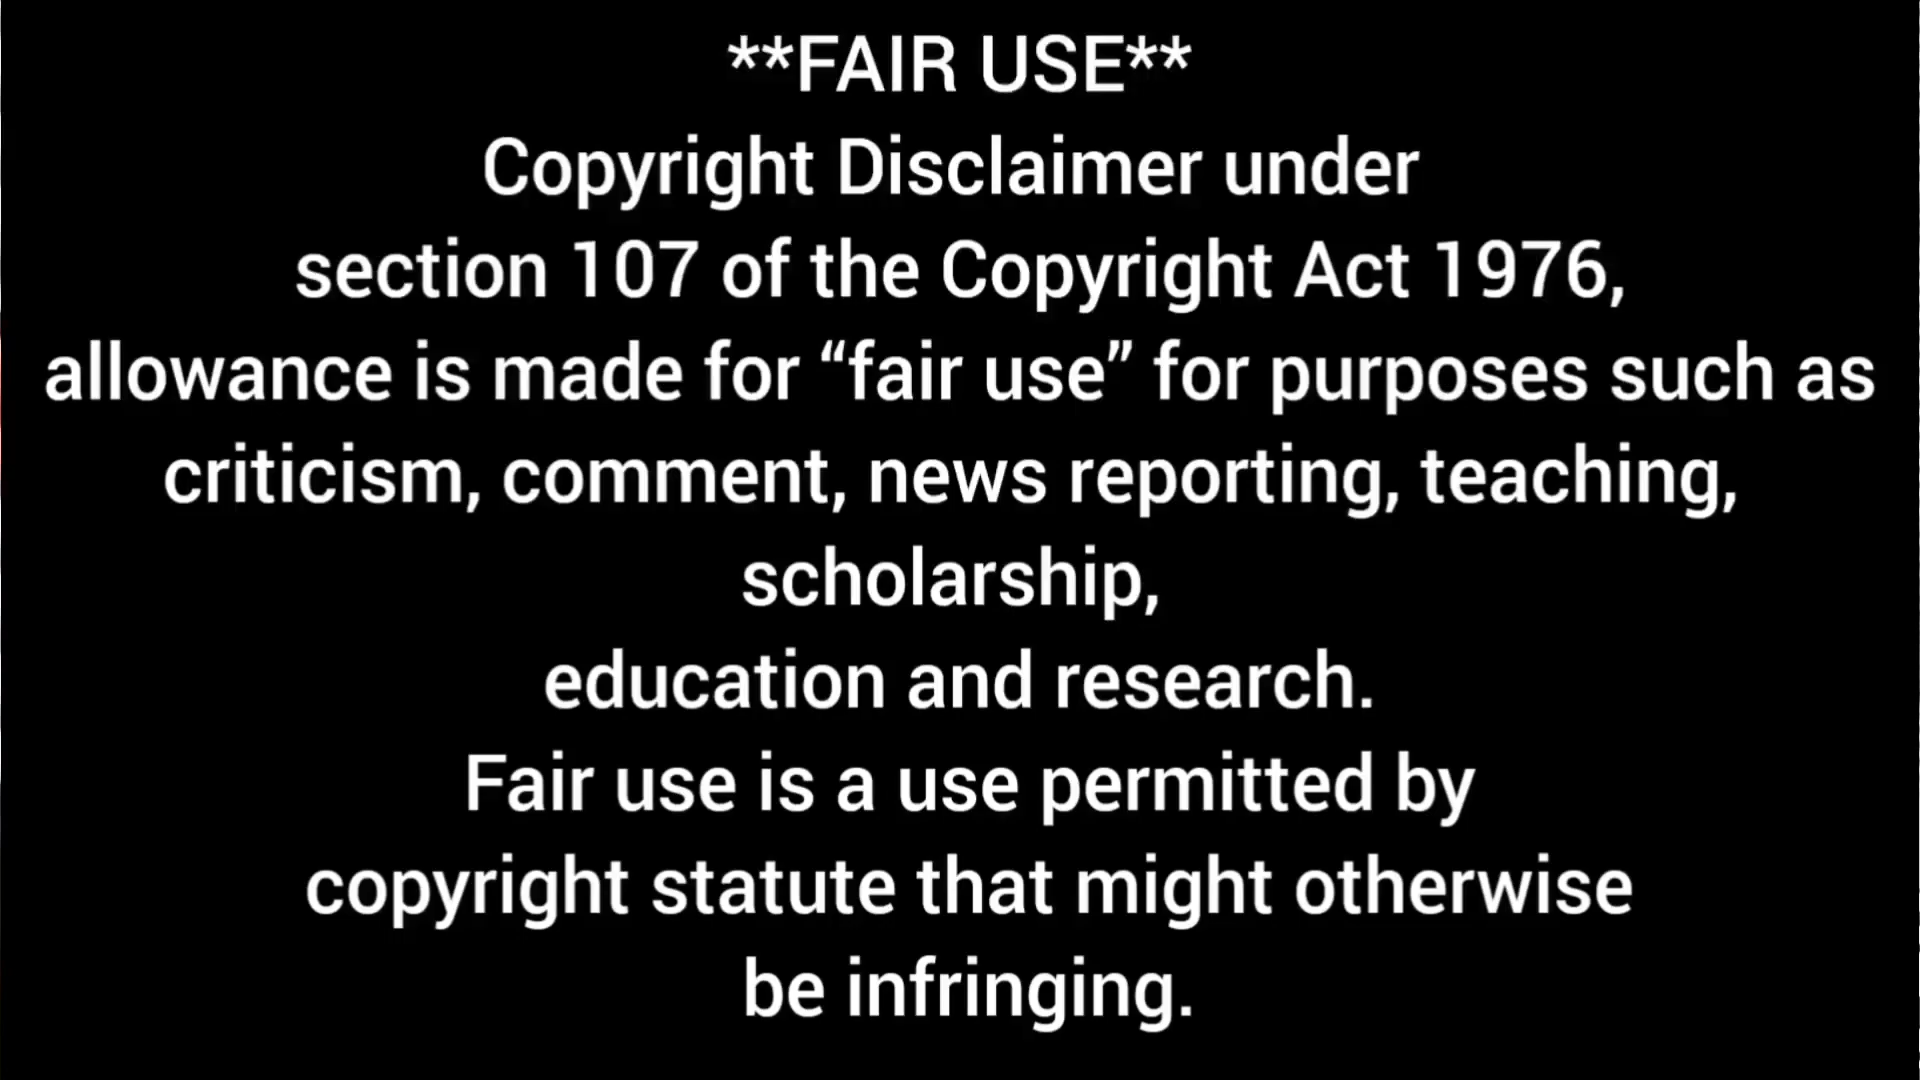 **FAIR USE**
Copyright Disclaimer under
section 107 of the Copyright Act 1976,
allowance is made for “fair use” for purposes such as
criticism, comment, news reporting, teaching,
scholarship,
education and research.
Fair use is a use permitted by
copyright statute that might otherwise
be infringing.